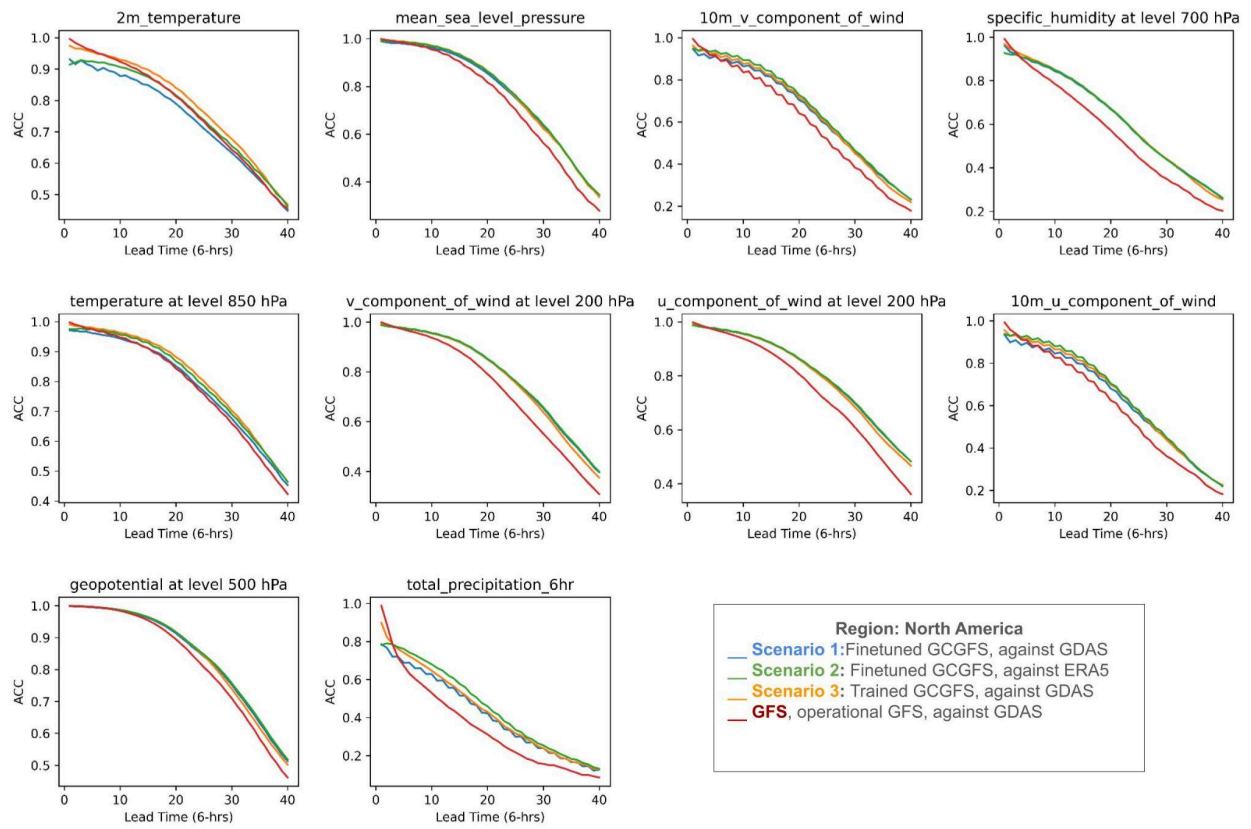 2m_temperature
1.0
0.9
0.8
0.7
0.6
0.5
ACC
0 10 20 30 40
Lead Time (6-hrs)
mean_sea_level_pressure
1.0
0.8
0.6
0.4
ACC
0 10 20 30 40
Lead Time (6-hrs)
10m_v_component_of_wind
1.0
0.8
0.6
0.4
0.2
ACC
0 10 20 30 40
Lead Time (6-hrs)
specific_humidity at level 700 hPa
1.0
0.8
0.6
0.4
0.2
ACC
0 10 20 30 40
Lead Time (6-hrs)
temperature at level 850 hPa
1.0
0.9
0.8
0.7
0.6
0.5
0.4
ACC
0 10 20 30 40
Lead Time (6-hrs)
v_component_of_wind at level 200 hPa
1.0
0.8
0.6
0.4
ACC
0 10 20 30 40
Lead Time (6-hrs)
u_component_of_wind at level 200 hPa
1.0
0.8
0.6
0.4
ACC
0 10 20 30 40
Lead Time (6-hrs)
10m_u_component_of_wind
1.0
0.8
0.6
0.4
0.2
ACC
0 10 20 30 40
Lead Time (6-hrs)
geopotential at level 500 hPa
1.0
0.9
0.8
0.7
0.6
0.5
ACC
0 10 20 30 40
Lead Time (6-hrs)
total_precipitation_6hr
1.0
0.8
0.6
0.4
0.2
ACC
0 10 20 30 40
Lead Time (6-hrs)
Region: North America
Scenario 1:Finetuned GCGFS, against GDAS
Scenario 2: Finetuned GCGFS, against ERA5
Scenario 3: Trained GCGFS, against GDAS
GFS, operational GFS, against GDAS